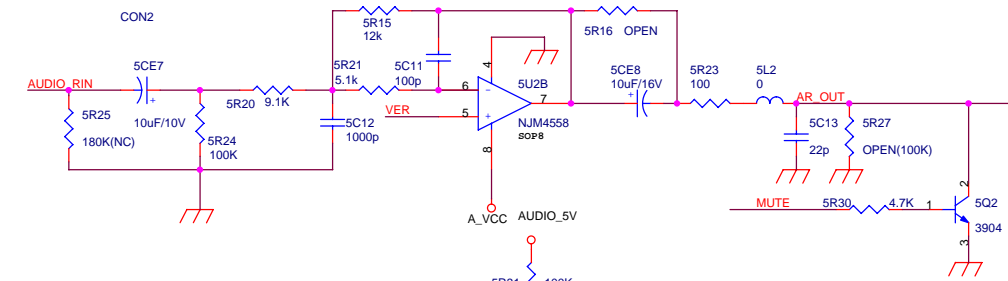 CON2
5R15
12k
5R16 OPEN
5R21
5.1k
5C11
100p
4
5U2B
6
7
5
8
NJM4558
SOP8
VER
A_VCC
AUDIO_5V
AUDIO_RIN
5CE7
10uF/10V
5R25
180K(NC)
5R20
9.1K
5R24
100K
5C12
1000p
5CE8
10uF/16V
5R23
100
5L2
0
AR_OUT
5C13
22p
5R27
OPEN(100K)
MUTE
5R30
4.7K
1
2
3
5Q2
3904